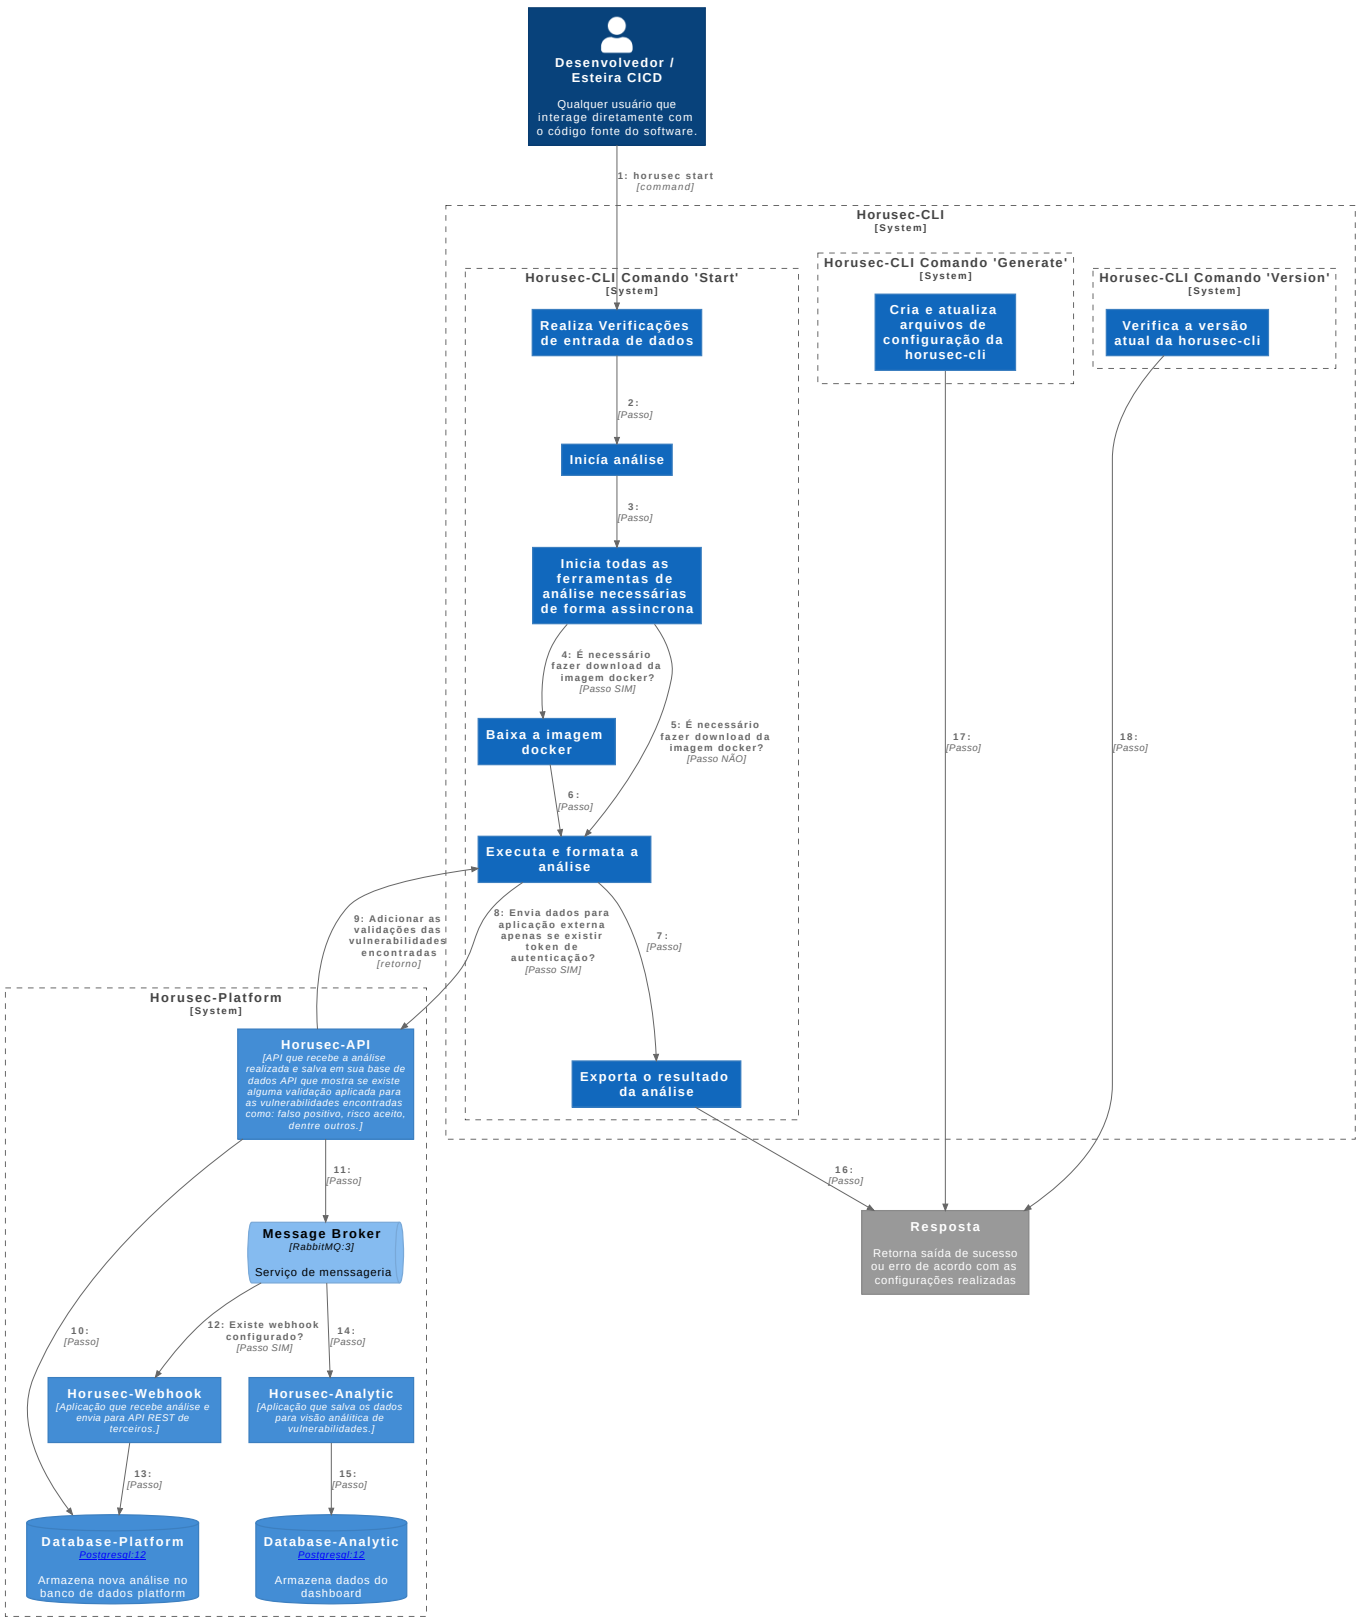 Desenvolvedor /
Esteira CICD
Qualquer usuário que
interage diretamente com
o código fonte do software.
1: horusec start
[command]
Horusec-CLI
[System]
Horusec-CLI Comando 'Start'
[System]
Horusec-CLI Comando 'Generate'
[System]
Horusec-CLI Comando 'Version'
[System]
Realiza Verificações
de entrada de dados
Cria e atualiza
arquivos de
configuração da
horusec-cli
Verifica a versão
atual da horusec-cli
2:
[Passo]
Inicía análise
3:
[Passo]
Inicia todas as
ferramentas de
análise necessárias
de forma assincrona
4: É necessário
fazer download da
imagem docker?
[Passo SIM]
5: É necessário
fazer download da
imagem docker?
[Passo NÃO]
17:
[Passo]
18:
[Passo]
Baixa a imagem
docker
6:
[Passo]
Executa e formata a
análise
9: Adicionar as
validações das
vulnerabilidades
encontradas
[retorno]
8: Envia dados para
aplicação externa
apenas se existir
token de
autenticação?
[Passo SIM]
7:
[Passo]
Horusec-Platform
[System]
Horusec-API
[API que recebe a análise
realizada e salva em sua base de
dados API que mostra se existe
alguma validação aplicada para
as vulnerabilidades encontradas
como: falso positivo, risco aceito,
dentre outros.]
Exporta o resultado
da análise
11:
[Passo]
16:
[Passo]
Message Broker
[RabbitMQ:3]
Serviço de menssageria
Resposta
Retorna saída de sucesso
ou erro de acordo com as
configurações realizadas
10:
[Passo]
12: Existe webhook
configurado?
[Passo SIM]
14:
[Passo]
Horusec-Webhook
[Aplicação que recebe análise e
envia para API REST de
terceiros.]
Horusec-Analytic
[Aplicação que salva os dados
para visão análitica de
vulnerabilidades.]
13:
[Passo]
15:
[Passo]
Database-Platform
Postgresql:12
Armazena nova análise no
banco de dados platform
Database-Analytic
Postgresql:12
Armazena dados do
dashboard